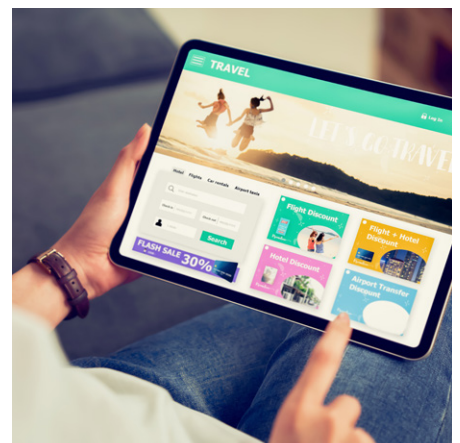 TRAVEL
Log In
LET'S GO TRAVEL
Hotel Flights Car rentals Airport taxis
Search
FLASH SALE 30%
Flight Discount
Flight + Hotel
Discount
Hotel Discount
Airport Transfer
Discount